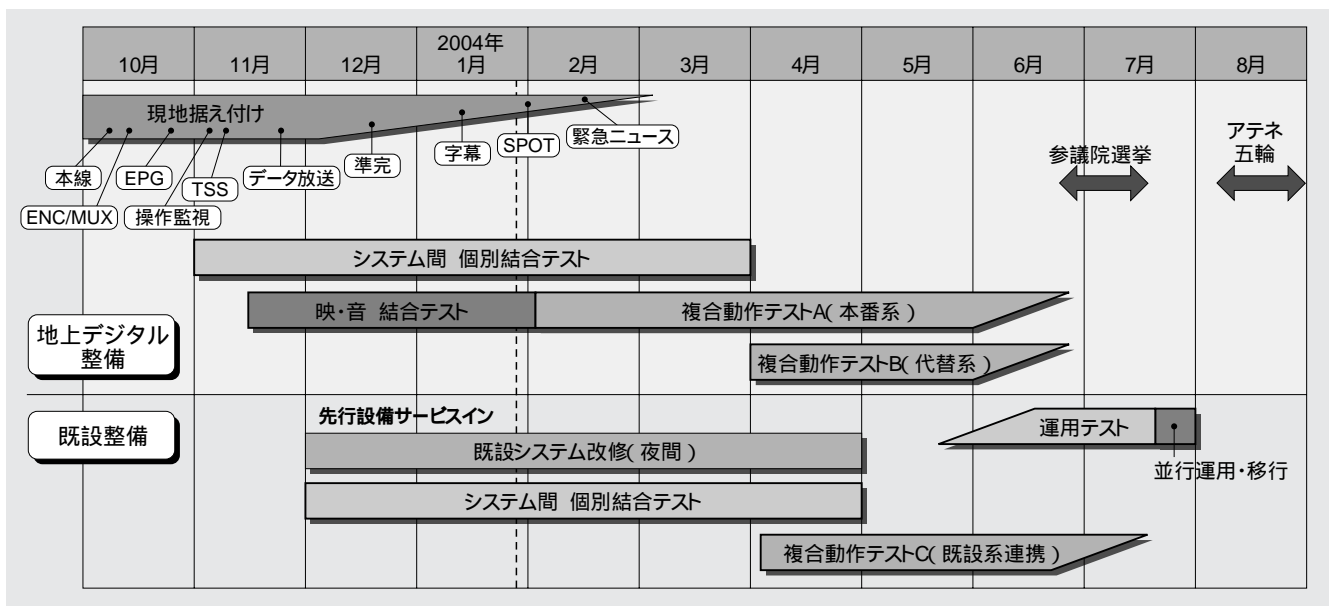 10月
11月
12月
2004年
1月
2月
3月
4月
5月
6月
7月
8月
現地据え付け
本線
ENC/MUX
EPG
操作監視
TSS
データ放送
準完
字幕
SPOT
緊急ニュース
参議院選挙
アテネ
五輪
システム間 個別結合テスト
映・音 結合テスト
複合動作テストA(本番系)
複合動作テストB(代替系)
地上デジタル
整備
既設整備
先行設備サービスイン
既設システム改修(夜間)
システム間 個別結合テスト
複合動作テストC(既設系連携)
運用テスト
並行運用・移行